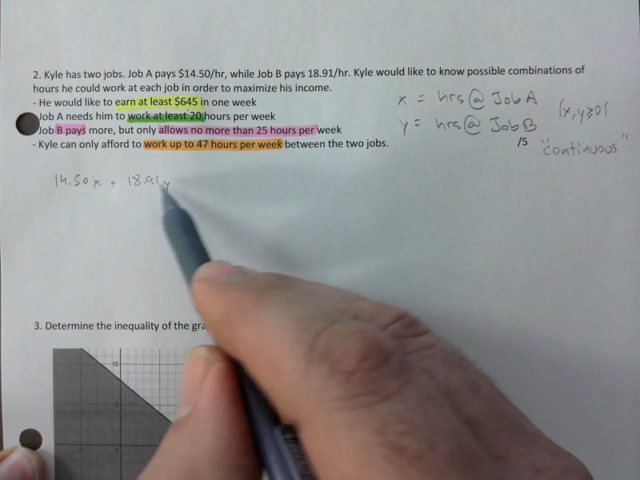 2. Kyle has two jobs. Job A pays $14.50/hr, while Job B pays 18.91/hr. Kyle would like to know possible combinations of
hours he could work at each job in order to maximize his income.
- He would like to earn at least $645 in one week
Job A needs him to work at least 20 hours per week
Job B pays more, but only allows no more than 25 hours per week
- Kyle can only afford to work up to 47 hours per week between the two jobs.
/5
x = hrs @ Job A
y = hrs @ Job B
{x,y≥0}
"continuous"
14.50x + 18.91y
3. Determine the inequality of the gra
10
5